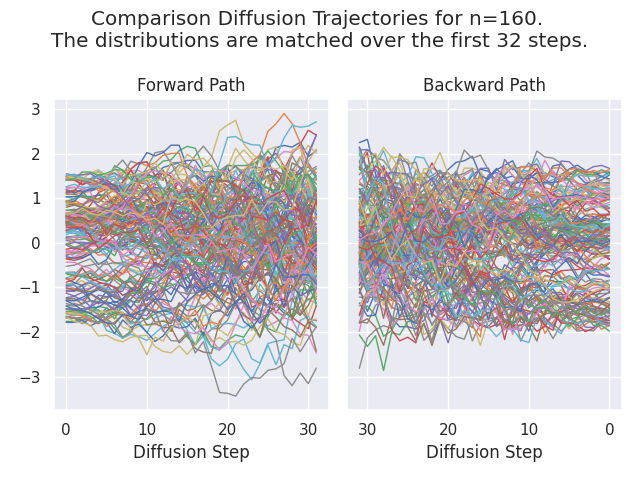 Comparison Diffusion Trajectories for n=160.
The distributions are matched over the first 32 steps.
Forward Path
Backward Path
3
2
1
0
−1
−2
−3
0 10 20 30
30 20 10 0
Diffusion Step
Diffusion Step